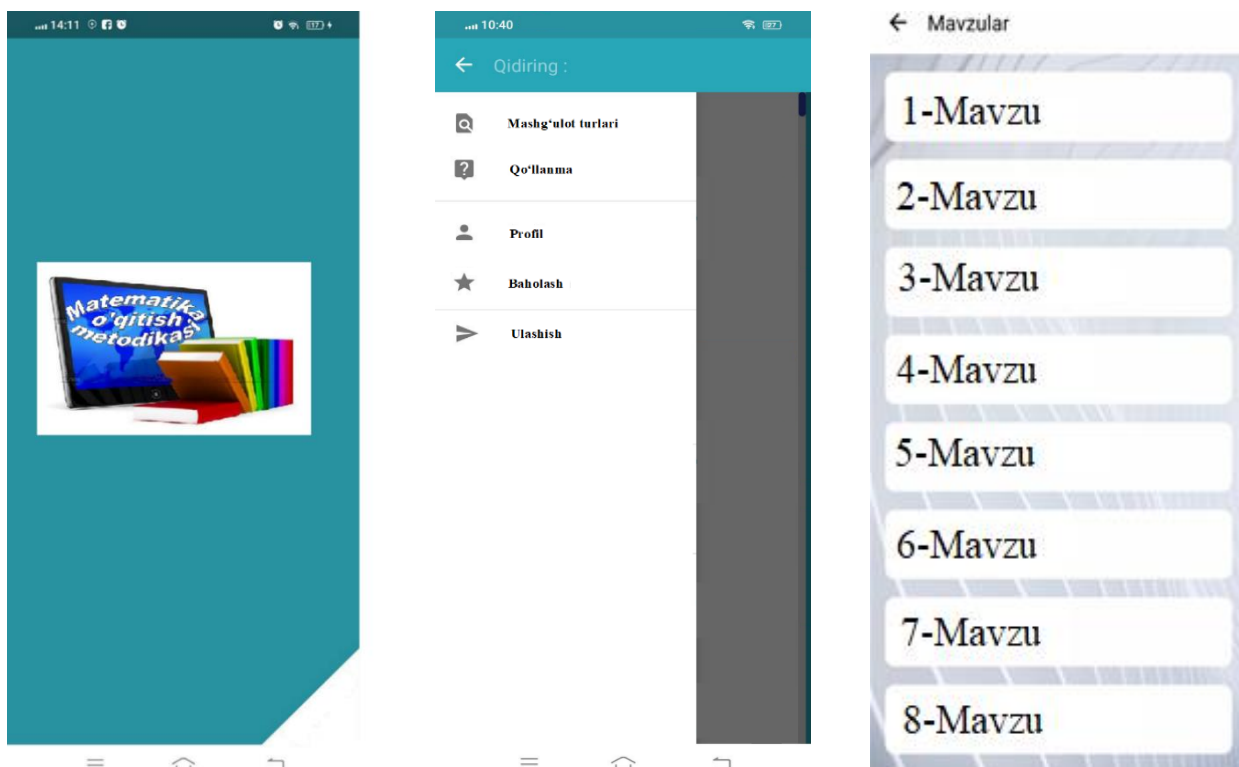 14:11
17
Matematika
o'qitish
metodikasi
10:40
Qidiring :
Mashg‘ulot turlari
Qo‘llanma
Profil
Baholash
Ulashish
Mavzular
1-Mavzu
2-Mavzu
3-Mavzu
4-Mavzu
5-Mavzu
6-Mavzu
7-Mavzu
8-Mavzu